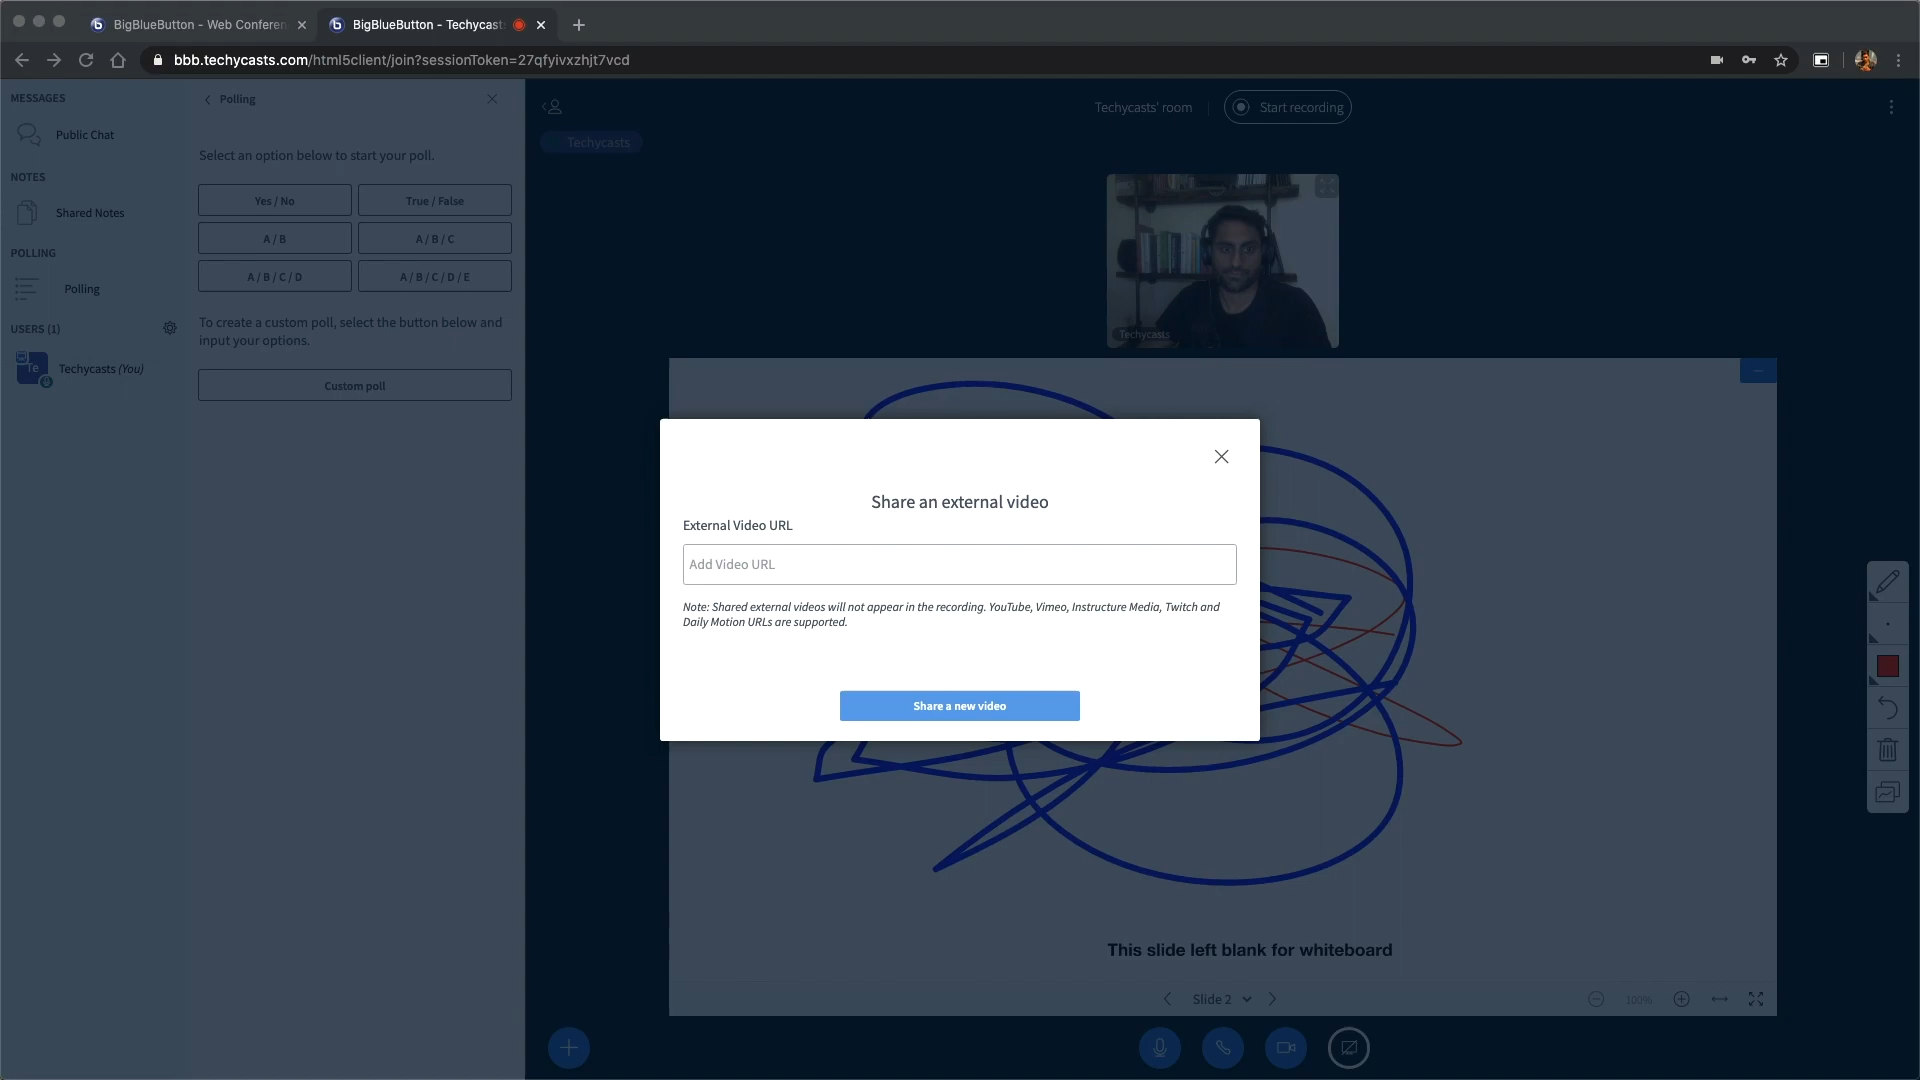 BigBlueButton - Web Conferen
BigBlueButton - Techycast
bbb.techycasts.com/html5client/join?sessionToken=27qfyivxzhjt7vcd
MESSAGES
Public Chat
NOTES
Shared Notes
POLLING
Polling
USERS (1)
Te
Techycasts (You)
Polling
Select an option below to start your poll.
Yes / No
True / False
A / B
A / B / C
A / B / C / D
A / B / C / D / E
To create a custom poll, select the button below and
input your options.
Custom poll
Techycasts' room
Start recording
Techycasts
Techycasts
Share an external video
External Video URL
Add Video URL
Note: Shared external videos will not appear in the recording. YouTube, Vimeo, Instructure Media, Twitch and
Daily Motion URLs are supported.
Share a new video
This slide left blank for whiteboard
Slide 2
100%